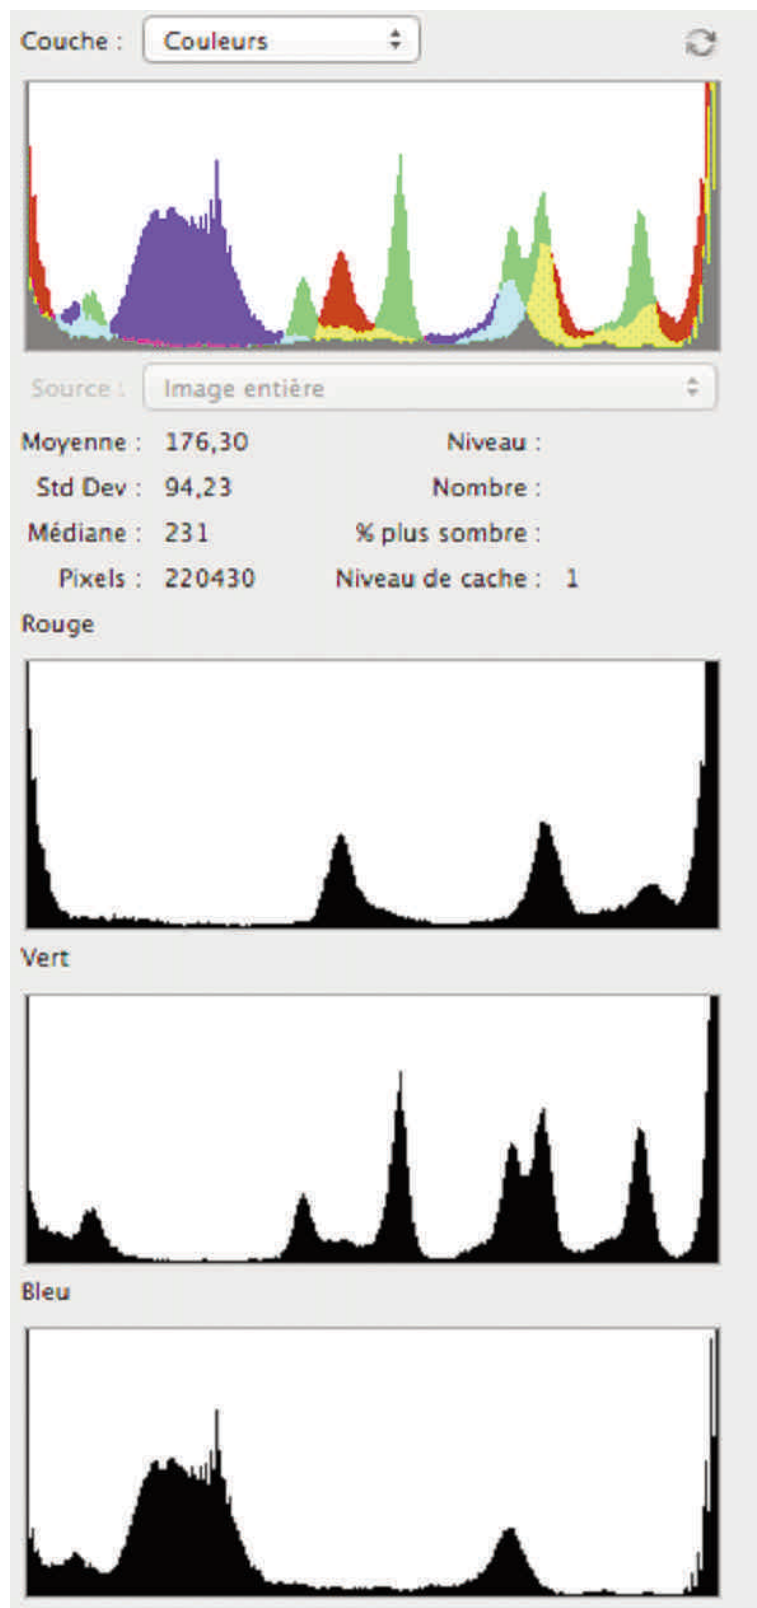 Couche : Couleurs
Source : Image entière
Moyenne : 176,30 Niveau :
Std Dev : 94,23 Nombre :
Médiane : 231 % plus sombre :
Pixels : 220430 Niveau de cache : 1
Rouge
Vert
Bleu